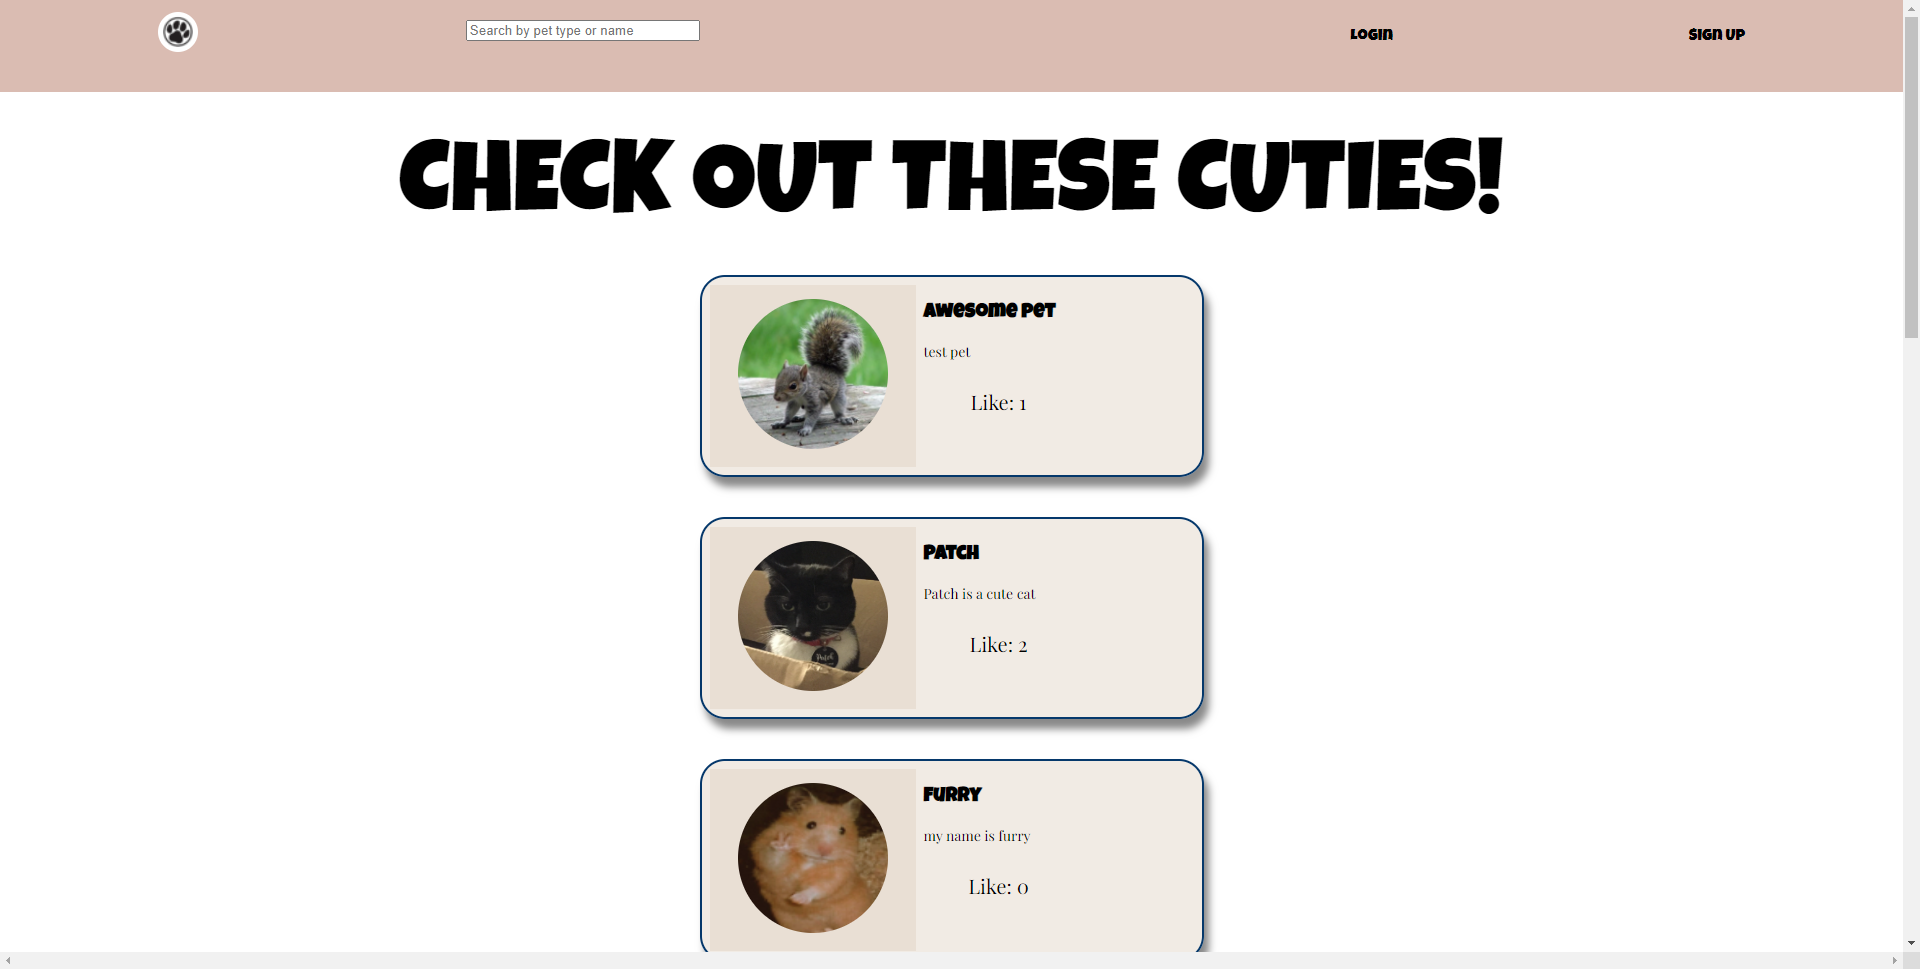 Search by pet type or name
Login
Sign Up
CHECK OUT THESE CUTIES!
Awesome Pet
test pet
Like: 1
Patch
Patch is a cute cat
Like: 2
Furry
my name is furry
Like: 0